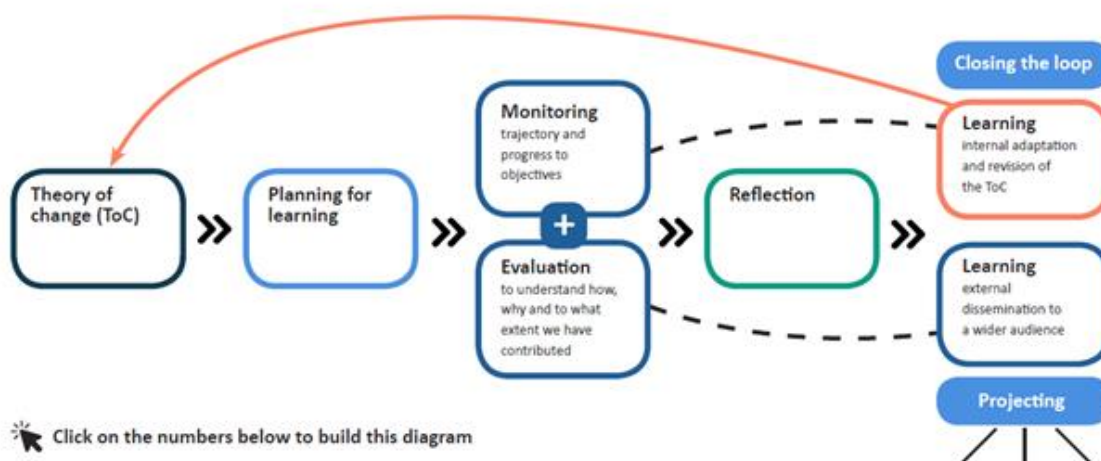 Closing the loop
Theory of
change (ToC)
Planning for
learning
Monitoring
trajectory and
progress to
objectives
+
Evaluation
to understand how,
why and to what
extent we have
contributed
Reflection
Learning
internal adaptation
and revision of
the ToC
Learning
external
dissemination to
a wider audience
Projecting
Click on the numbers below to build this diagram